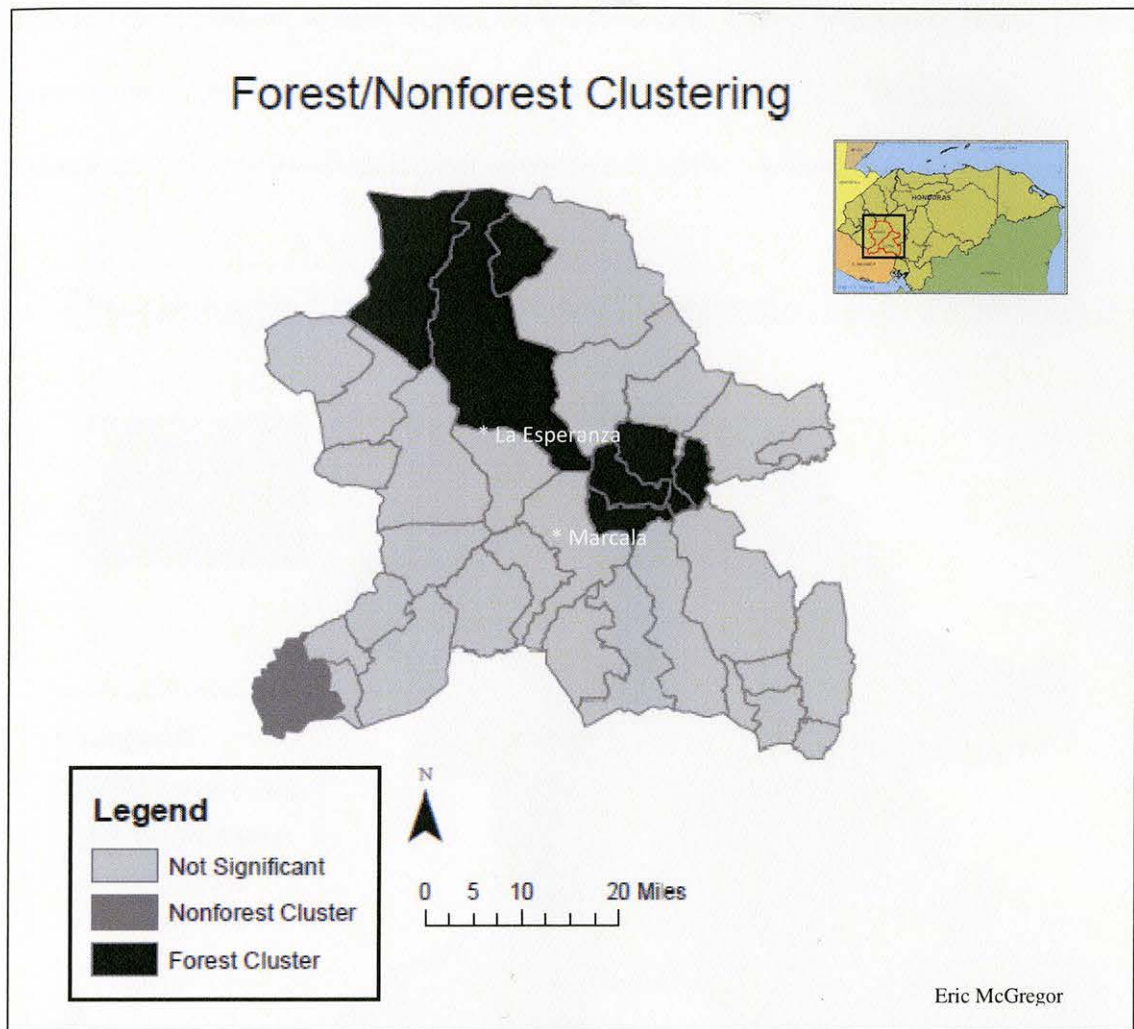 Forest/Nonforest Clustering
HONDURAS
* La Esperanza
* Marcala
Legend
Not Significant
Nonforest Cluster
Forest Cluster
N
0 5 10 20 Miles
Eric McGregor